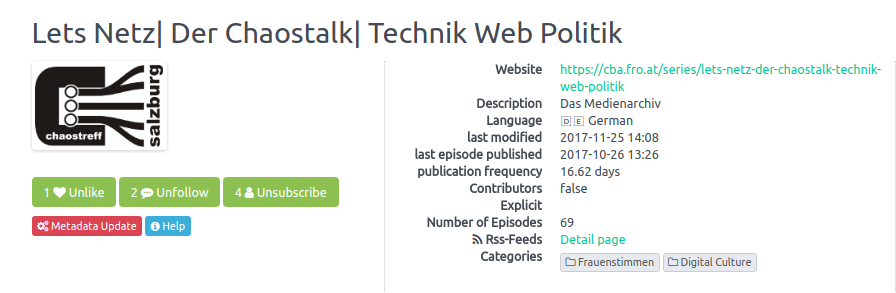 Lets Netz| Der Chaostalk| Technik Web Politik
chaostreff
salzburg
1 Unlike
2 Unfollow
4 Unsubscribe
Metadata Update
Help
Website https://cba.fro.at/series/lets-netz-der-chaostalk-technik-
web-politik
Description Das Medienarchiv
Language 🇩🇪 German
last modified 2017-11-25 14:08
last episode published 2017-10-26 13:26
publication frequency 16.62 days
Contributors false
Explicit
Number of Episodes 69
Rss-Feeds Detail page
Categories Frauenstimmen Digital Culture